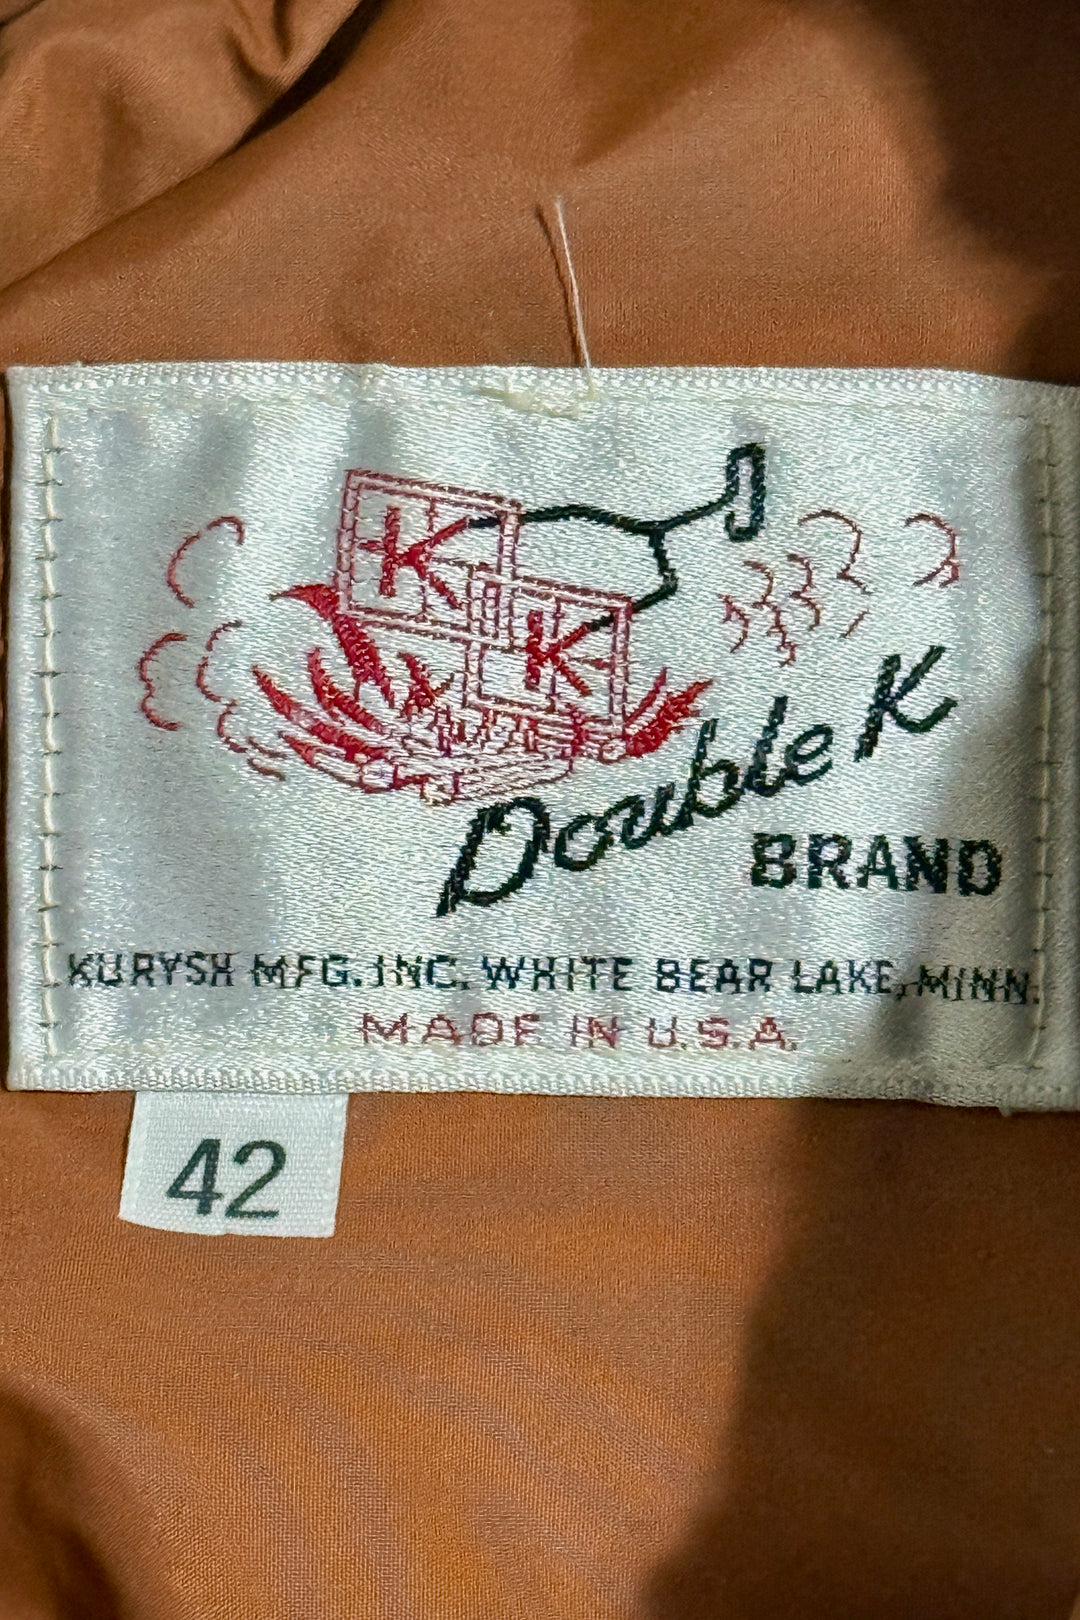 K
K
Double K
BRAND
KURYSH MFG. INC. WHITE BEAR LAKE, MINN.
MADE IN U.S.A.
42